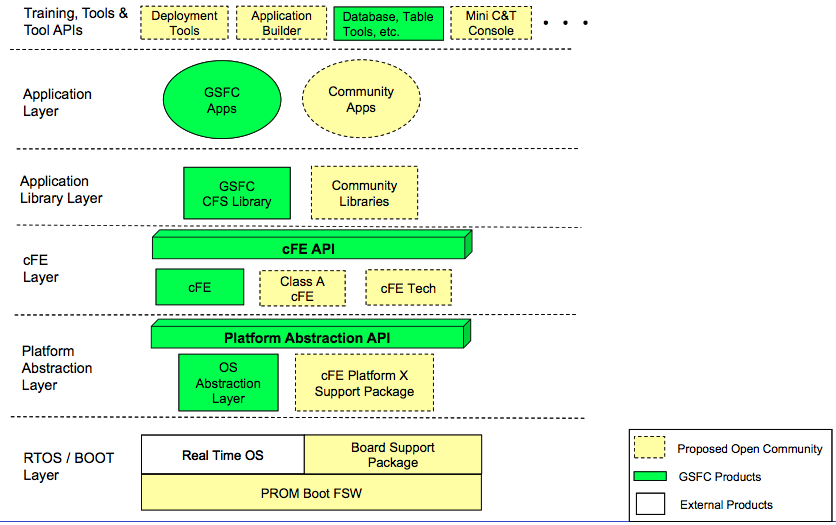 Training, Tools &
Tool APIs
Deployment
Tools
Application
Builder
Database, Table
Tools, etc.
Mini C&T
Console
• • •
Application
Layer
GSFC
Apps
Community
Apps
Application
Library Layer
GSFC
CFS Library
Community
Libraries
cFE
Layer
cFE API
cFE
Class A
cFE
cFE Tech
Platform
Abstraction
Layer
Platform Abstraction API
OS
Abstraction
Layer
cFE Platform X
Support Package
RTOS / BOOT
Layer
Real Time OS
Board Support
Package
PROM Boot FSW
Proposed Open Community
GSFC Products
External Products